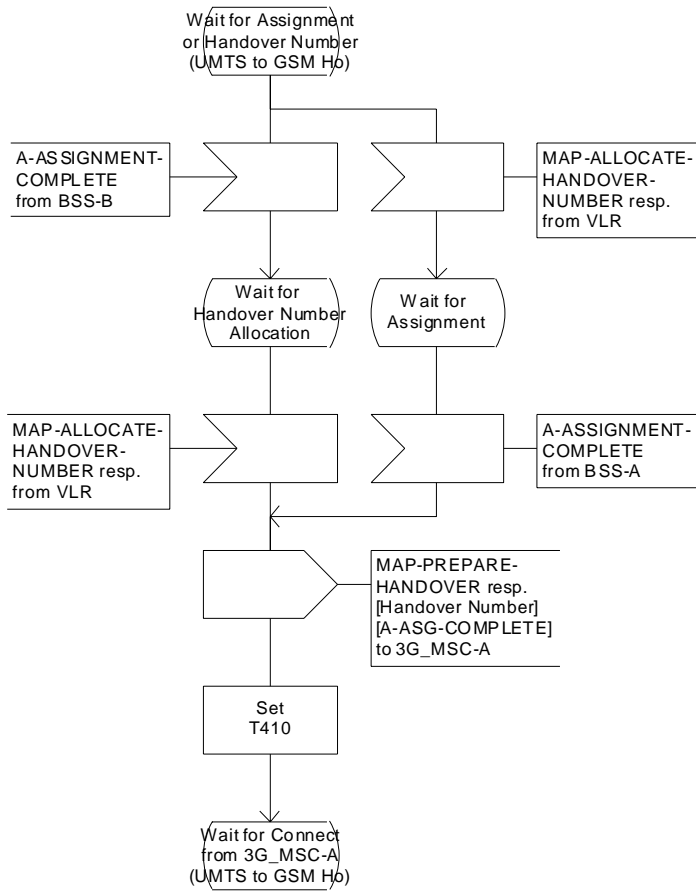 Wait for Assignment
or Handover Number
(UMTS to GSM Ho)
A-ASSIGNMENT-
COMPLETE
from BSS-B
MAP-ALLOCATE-
HANDOVER-
NUMBER resp.
from VLR
Wait for
Handover Number
Allocation
Wait for
Assignment
MAP-ALLOCATE-
HANDOVER-
NUMBER resp.
from VLR
A-ASSIGNMENT-
COMPLETE
from BSS-A
MAP-PREPARE-
HANDOVER resp.
[Handover Number]
[A-ASG-COMPLETE]
to 3G_MSC-A
Set
T410
Wait for Connect
from 3G_MSC-A
(UMTS to GSM Ho)